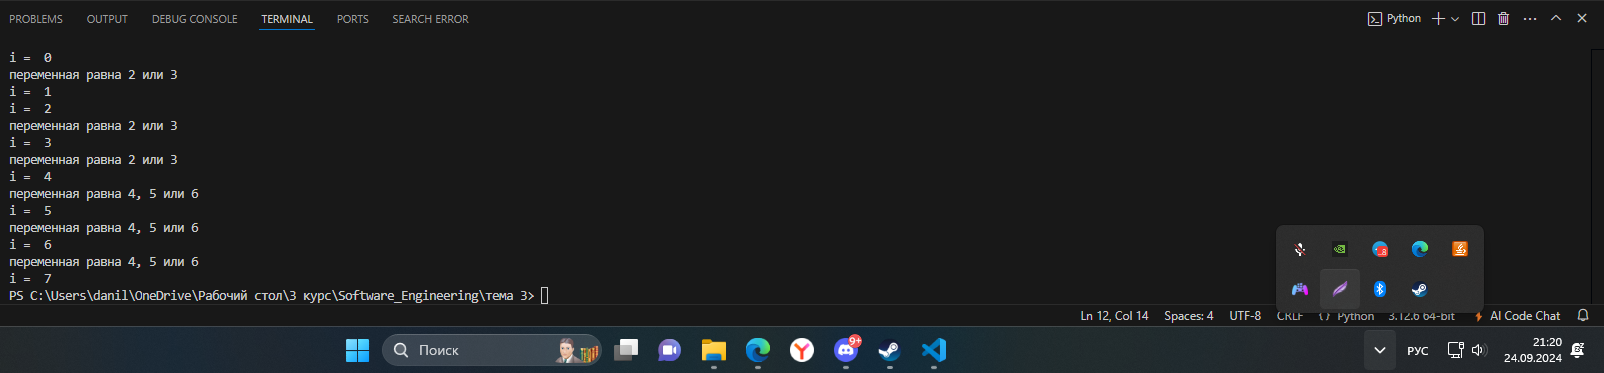 PROBLEMS OUTPUT DEBUG CONSOLE TERMINAL PORTS SEARCH ERROR Python
i =  0
переменная равна 2 или 3
i =  1
i =  2
переменная равна 2 или 3
i =  3
переменная равна 2 или 3
i =  4
переменная равна 4, 5 или 6
i =  5
переменная равна 4, 5 или 6
i =  6
переменная равна 4, 5 или 6
i =  7
PS C:\Users\danil\OneDrive\Рабочий стол\3 курс\Software_Engineering\тема 3>
Ln 12, Col 14 Spaces: 4 UTF-8 CRLF {} Python 3.12.6 64-bit AI Code Chat
Поиск 9+ РУС 21:20
24.09.2024